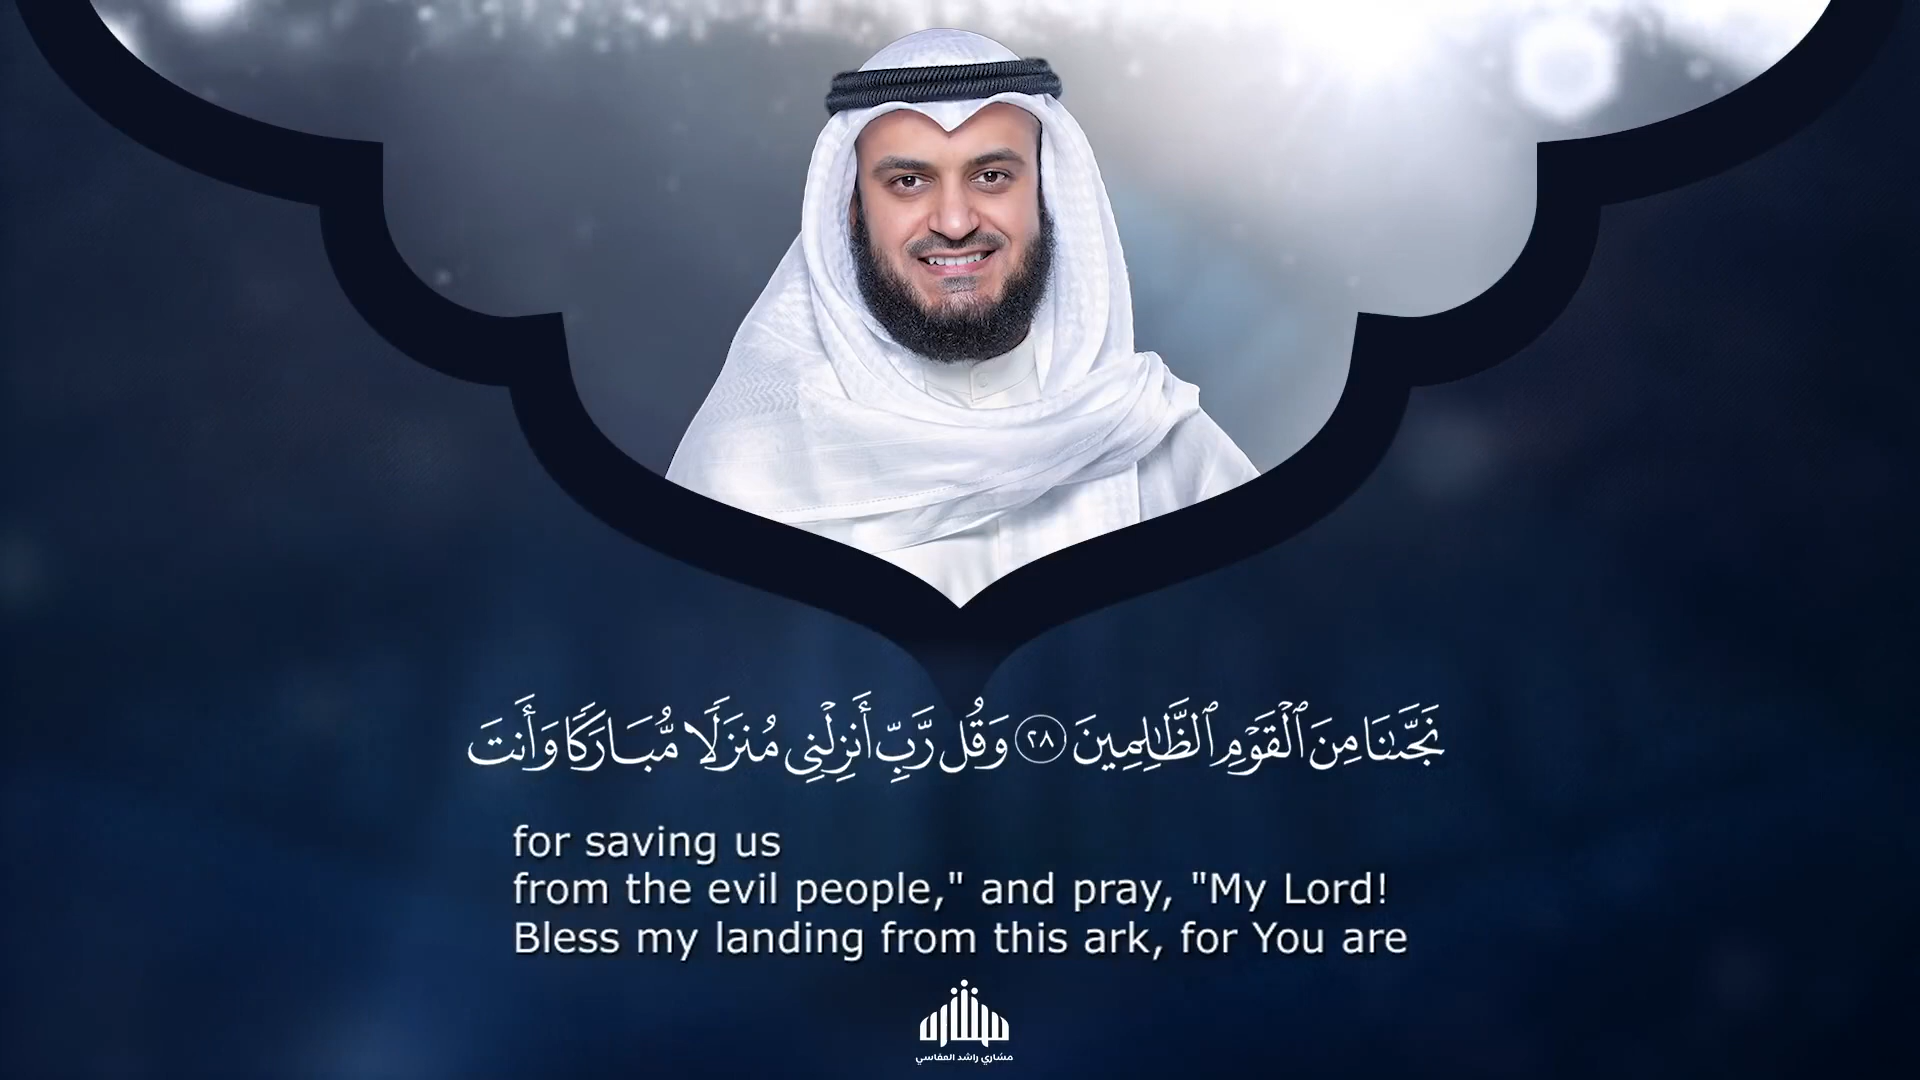 نَجَّىٰنَا مِنَ ٱلْقَوْمِ ٱلظَّـٰلِمِينَ ٢٨ وَقُل رَّبِّ أَنزِلْنِى مُنزَلًا مُّبَارَكًا وَأَنتَ
for saving us
from the evil people," and pray, "My Lord!
Bless my landing from this ark, for You are
مشاري راشد العفاسي